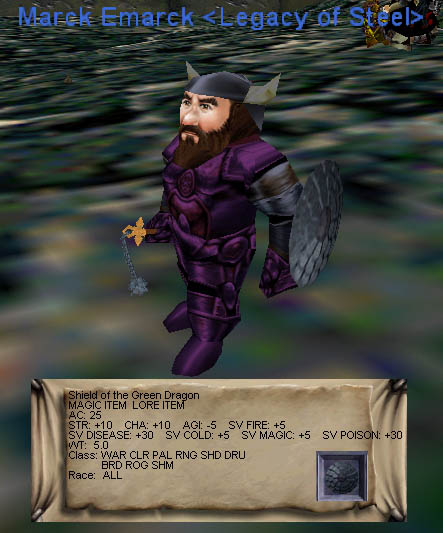 Marck Emarck <Legacy of Steel>
Shield of the Green Dragon
MAGIC ITEM LORE ITEM
AC: 25
STR: +10 CHA: +10 AGI: -5 SV FIRE: +5
SV DISEASE: +30 SV COLD: +5 SV MAGIC: +5 SV POISON: +30
WT: 5.0
Class: WAR CLR PAL RNG SHD DRU
BRD ROG SHM
Race: ALL